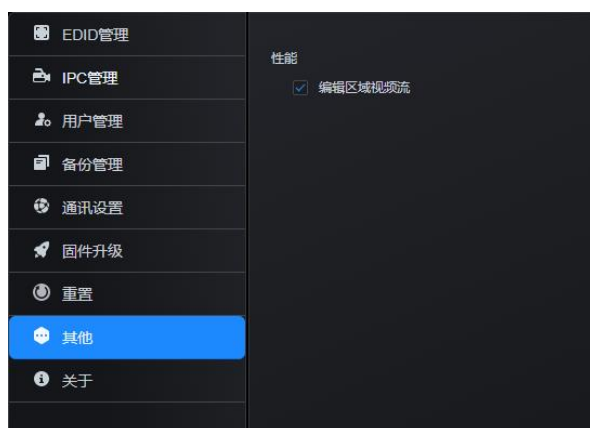 EDID管理
IPC管理
用户管理
备份管理
通讯设置
固件升级
重置
其他
关于
性能
编辑区域视频流